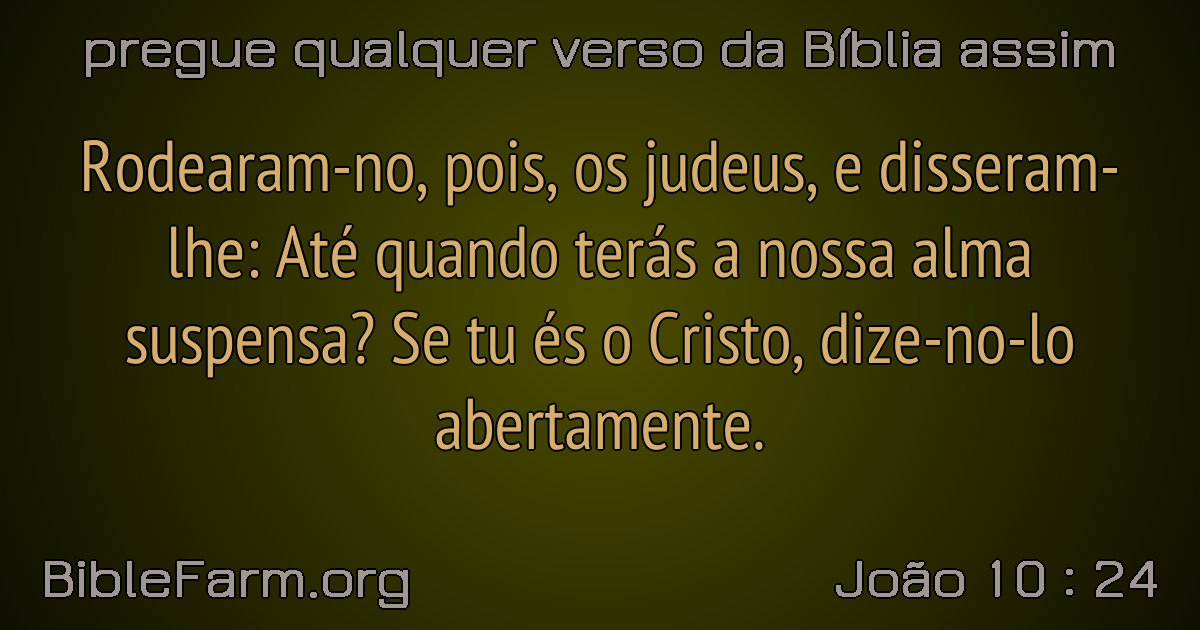 pregue qualquer verso da Bíblia assim
Rodearam-no, pois, os judeus, e disseram-
lhe: Até quando terás a nossa alma
suspensa? Se tu és o Cristo, dize-no-lo
abertamente.
BibleFarm.org
João 10 : 24